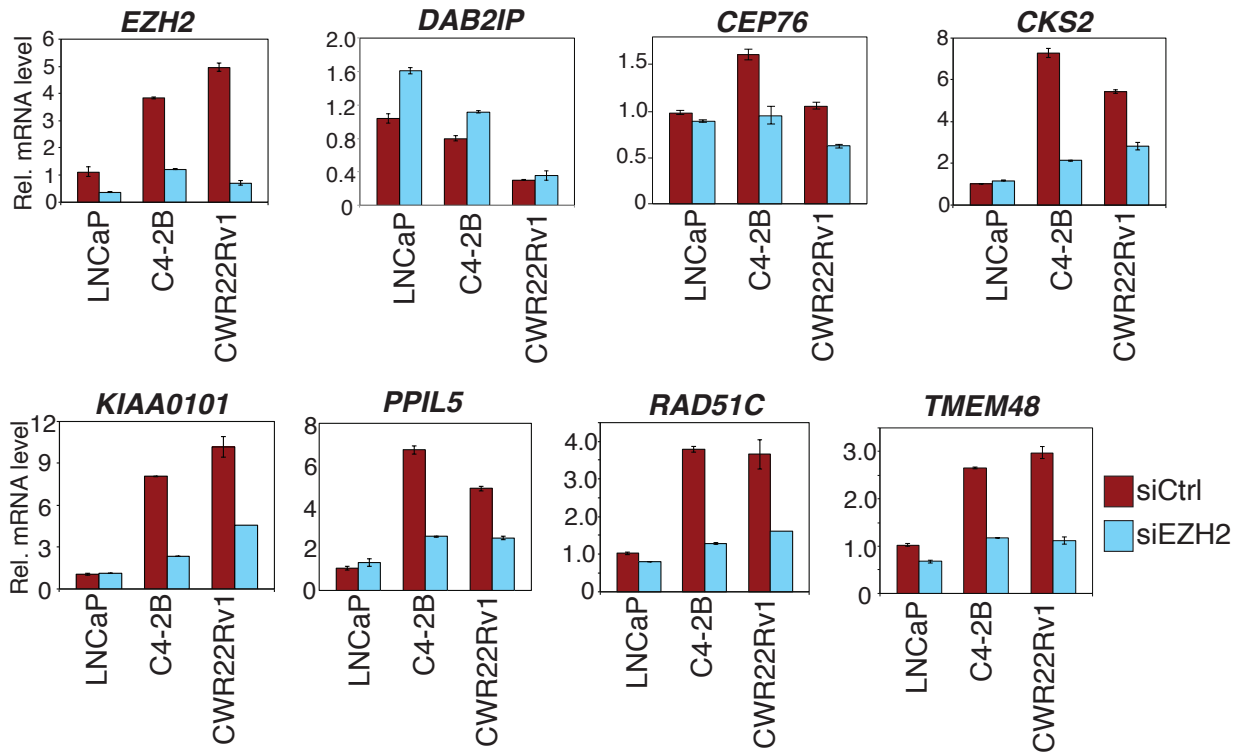 EZH2 DAB2IP CEP76 CKS2
Rel. mRNA level
6
5
4
3
2
1
0
LNCaP
C4-2B
CWR22Rv1
2.0
1.6
1.2
0.8
0.4
0
LNCaP
C4-2B
CWR22Rv1
1.5
1.0
0.5
0
LNCaP
C4-2B
CWR22Rv1
8
6
4
2
0
LNCaP
C4-2B
CWR22Rv1
KIAA0101 PPIL5 RAD51C TMEM48
Rel. mRNA level
12
9
6
3
0
LNCaP
C4-2B
CWR22Rv1
8
6
4
2
0
LNCaP
C4-2B
CWR22Rv1
4.0
3.0
2.0
1.0
0
LNCaP
C4-2B
CWR22Rv1
3.0
2.0
1.0
0
LNCaP
C4-2B
CWR22Rv1
siCtrl
siEZH2